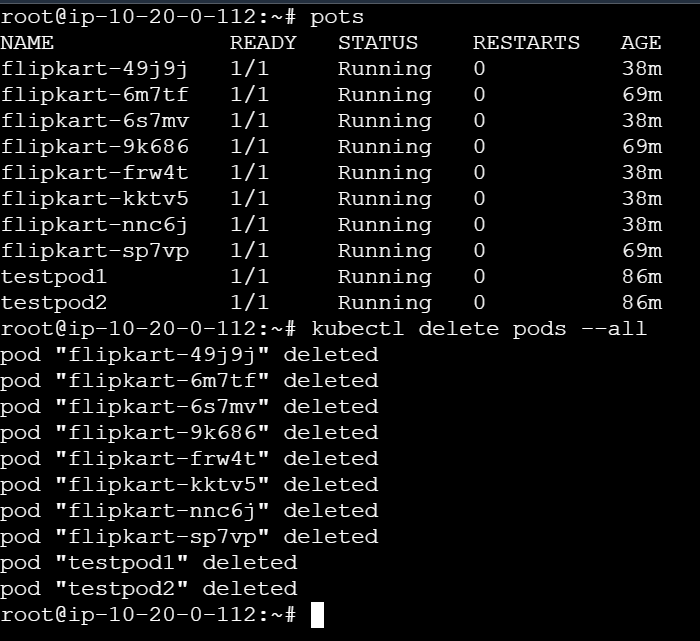 root@ip-10-20-0-112:~# pots
NAME READY STATUS RESTARTS AGE
flipkart-49j9j 1/1 Running 0 38m
flipkart-6m7tf 1/1 Running 0 69m
flipkart-6s7mv 1/1 Running 0 38m
flipkart-9k686 1/1 Running 0 69m
flipkart-frw4t 1/1 Running 0 38m
flipkart-kktv5 1/1 Running 0 38m
flipkart-nnc6j 1/1 Running 0 38m
flipkart-sp7vp 1/1 Running 0 69m
testpod1 1/1 Running 0 86m
testpod2 1/1 Running 0 86m
root@ip-10-20-0-112:~# kubectl delete pods --all
pod "flipkart-49j9j" deleted
pod "flipkart-6m7tf" deleted
pod "flipkart-6s7mv" deleted
pod "flipkart-9k686" deleted
pod "flipkart-frw4t" deleted
pod "flipkart-kktv5" deleted
pod "flipkart-nnc6j" deleted
pod "flipkart-sp7vp" deleted
pod "testpod1" deleted
pod "testpod2" deleted
root@ip-10-20-0-112:~#